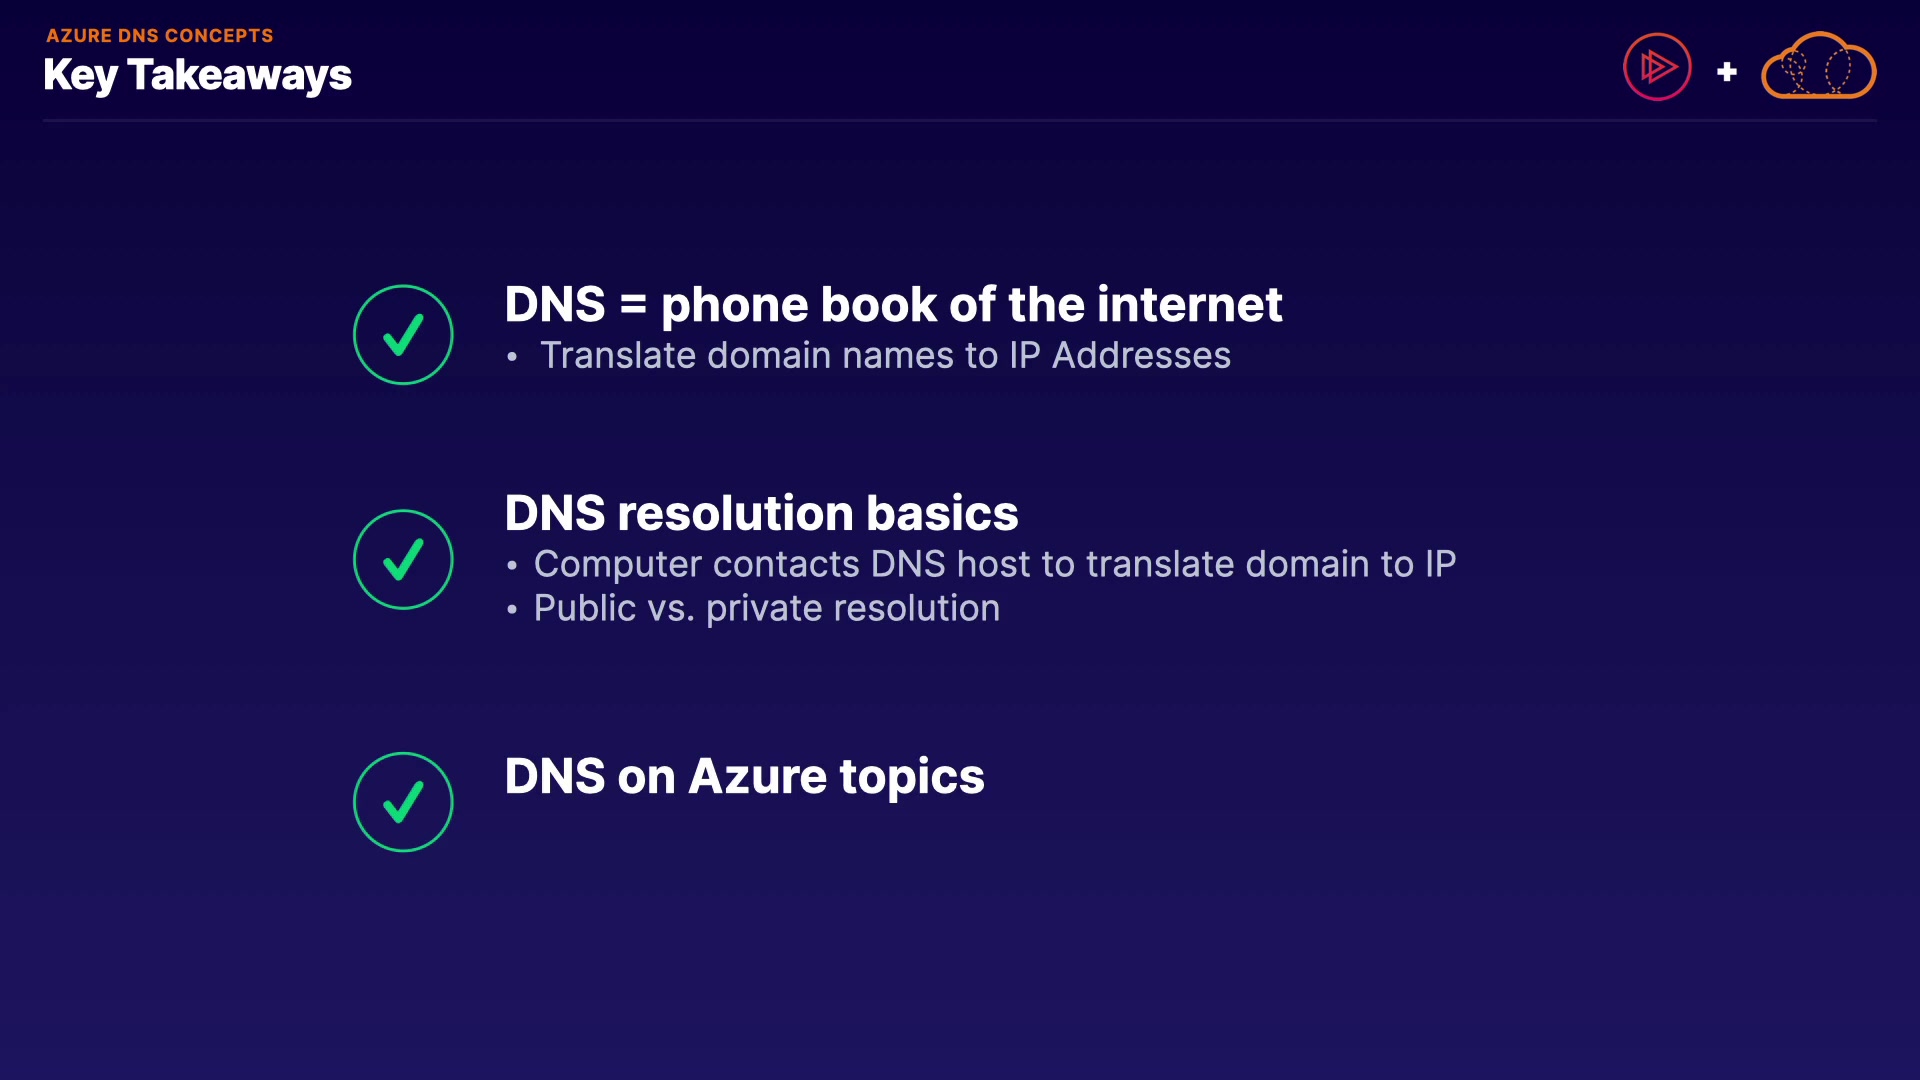 AZURE DNS CONCEPTS
Key Takeaways
+
DNS = phone book of the internet
• Translate domain names to IP Addresses
DNS resolution basics
• Computer contacts DNS host to translate domain to IP
• Public vs. private resolution
DNS on Azure topics